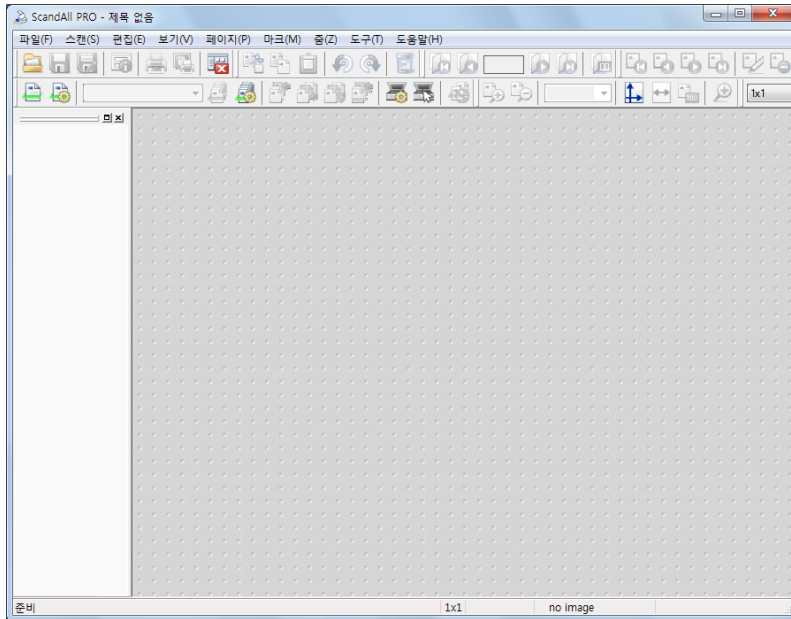 ScandAll PRO - 제목 없음
파일(F) 스캔(S) 편집(E) 보기(V) 페이지(P) 마크(M) 줌(Z) 도구(T) 도움말(H)
1x1
준비 1x1 no image